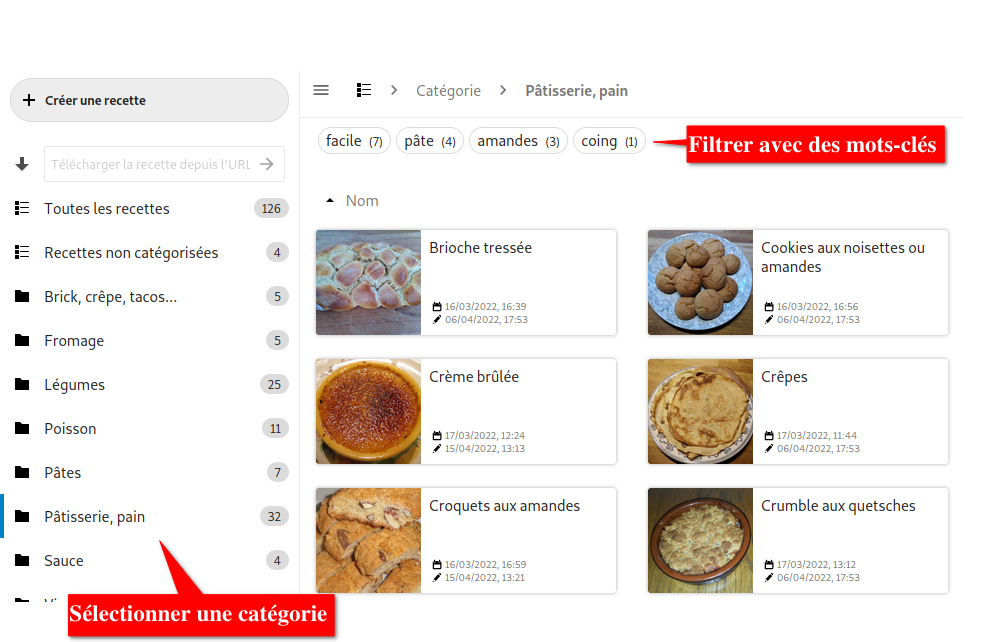 Créer une recette
Télécharger la recette depuis l'URL
Toutes les recettes 126
Recettes non catégorisées 4
Brick, crêpe, tacos... 5
Fromage 5
Légumes 25
Poisson 11
Pâtes 7
Pâtisserie, pain 32
Sauce 4
Sélectionner une catégorie
Catégorie > Pâtisserie, pain
facile (7) pâte (4) amandes (3) coing (1)
Filtrer avec des mots-clés
Nom
Brioche tressée
16/03/2022, 16:39
06/04/2022, 17:53
Cookies aux noisettes ou
amandes
16/03/2022, 16:56
06/04/2022, 17:53
Crème brûlée
17/03/2022, 12:24
15/04/2022, 13:13
Crêpes
17/03/2022, 11:44
06/04/2022, 17:53
Croquets aux amandes
16/03/2022, 16:59
15/04/2022, 13:21
Crumble aux quetsches
17/03/2022, 13:12
06/04/2022, 17:53